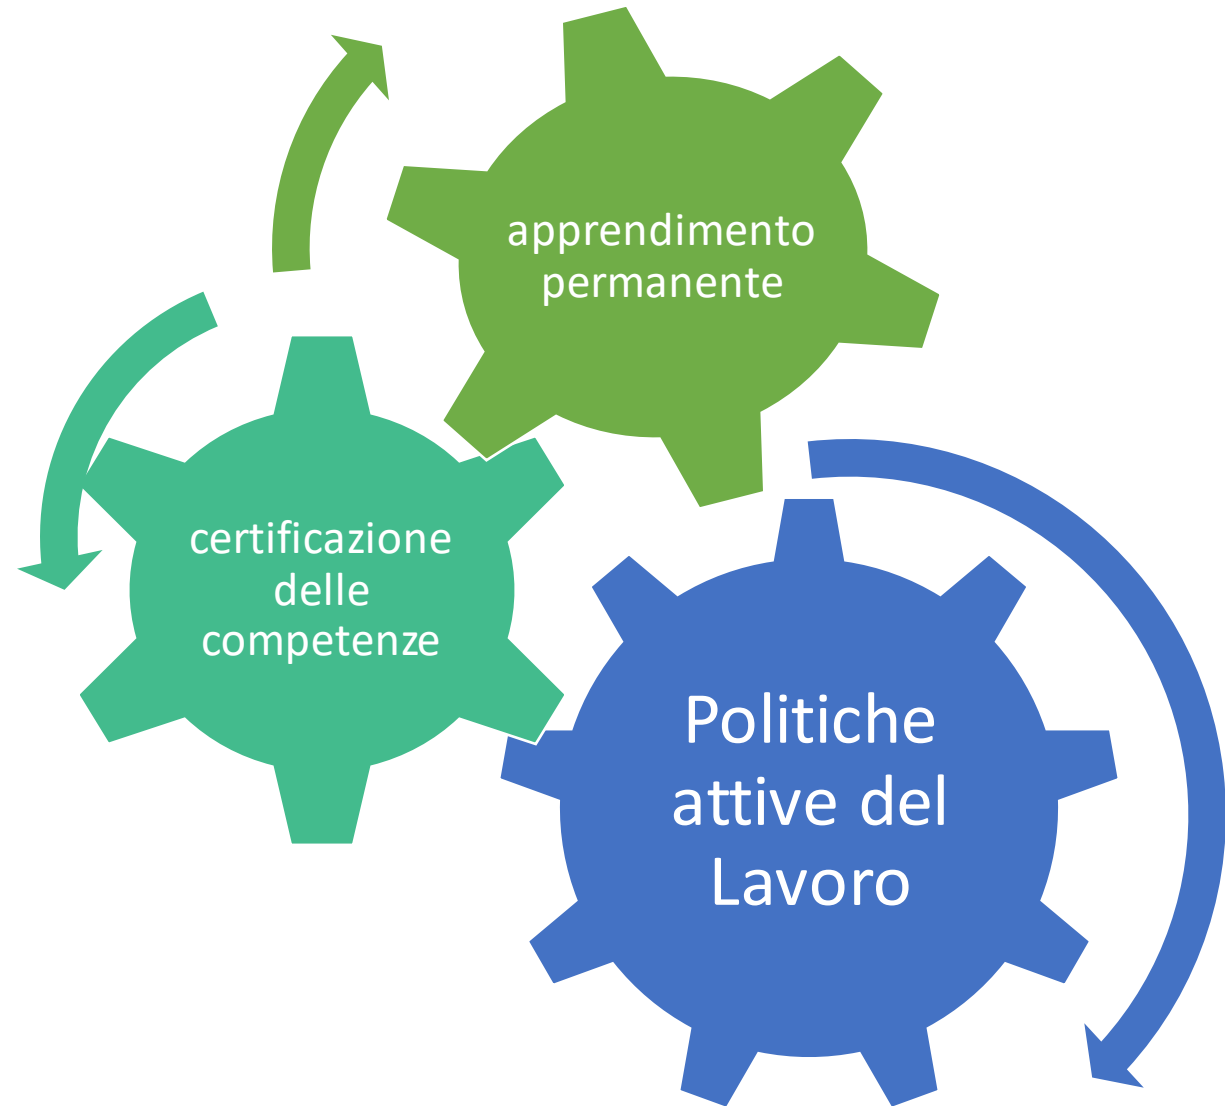 apprendimento
permanente
certificazione
delle
competenze
Politiche
attive del
Lavoro